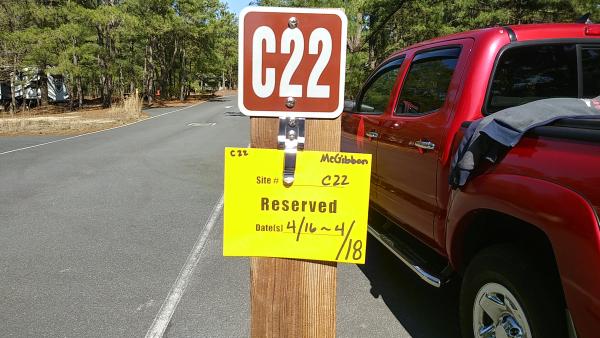 C22
C22 McGibbon
Site # C22
Reserved
Date(s) 4/16 ~ 4/18